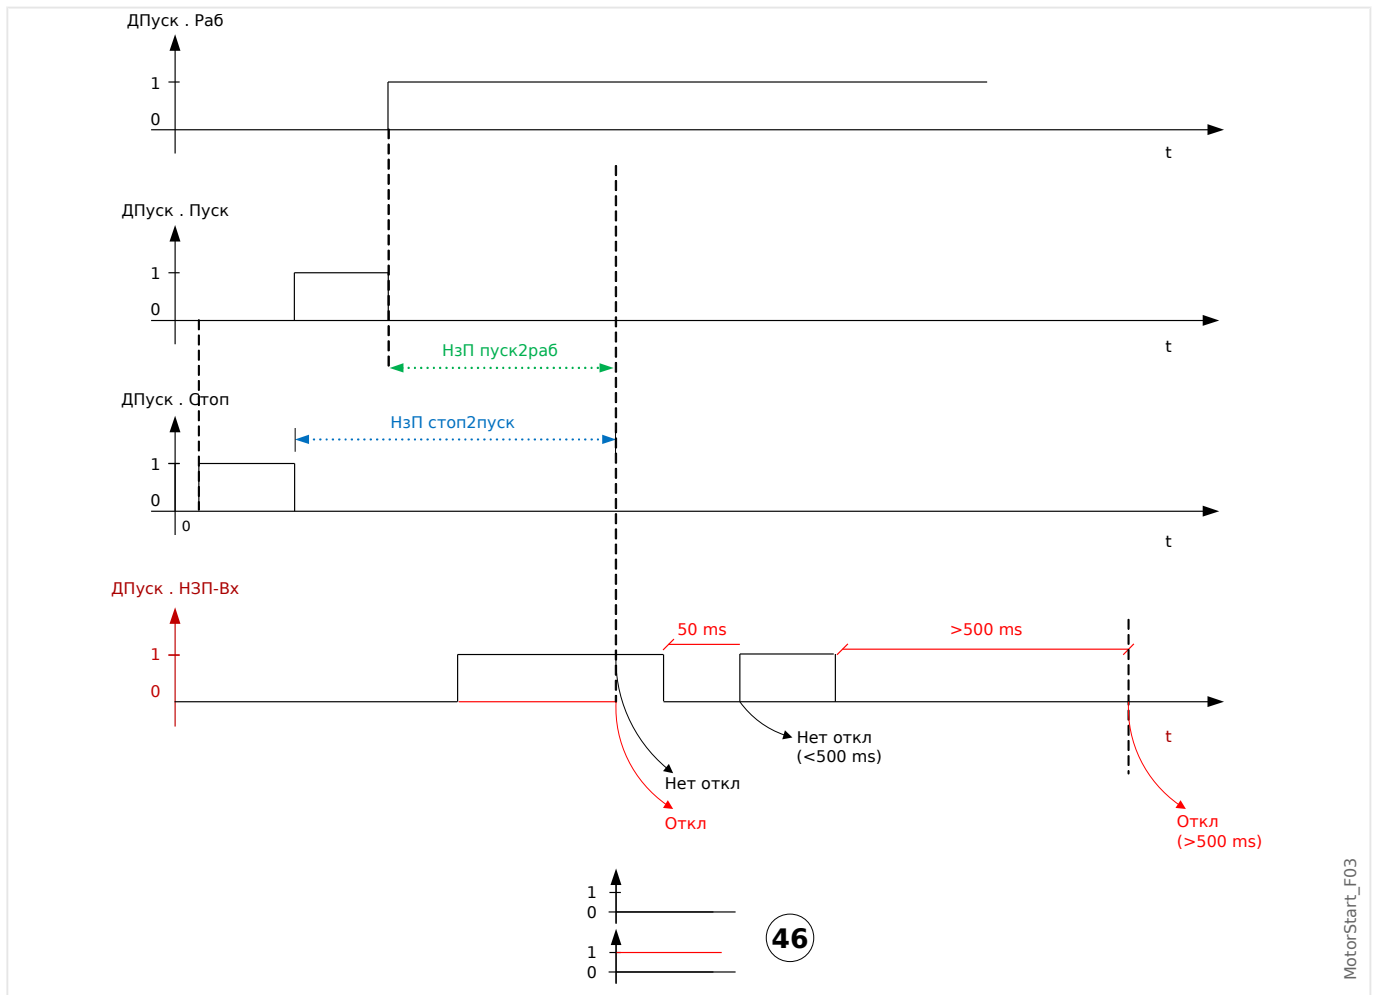 ДПуск . Раб
1
0
t
ДПуск . Пуск
1
0
t
НзП пуск2раб
ДПуск . Стоп
НзП стоп2пуск
1
0
0
t
ДПуск . НЗП-Вх
50 ms
>500 ms
1
0
t
Нет откл
(<500 ms)
Нет откл
Откл
Откл
(>500 ms)
1
0
46
1
0
MotorStart_F03